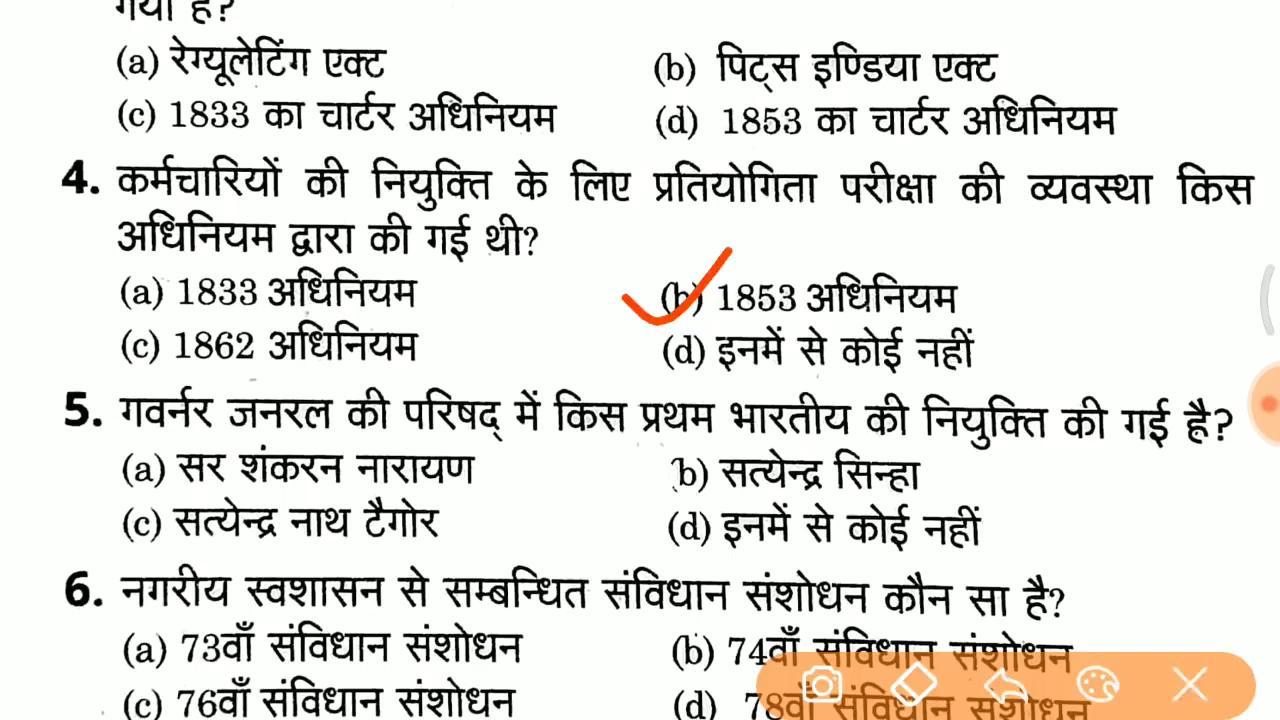 गया है?
(a) रेग्यूलेटिंग एक्ट (b) पिट्स इण्डिया एक्ट
(c) 1833 का चार्टर अधिनियम (d) 1853 का चार्टर अधिनियम
4. कर्मचारियों की नियुक्ति के लिए प्रतियोगिता परीक्षा की व्यवस्था किस
अधिनियम द्वारा की गई थी?
(a) 1833 अधिनियम (b) 1853 अधिनियम
(c) 1862 अधिनियम (d) इनमें से कोई नहीं
5. गवर्नर जनरल की परिषद् में किस प्रथम भारतीय की नियुक्ति की गई है?
(a) सर शंकरन नारायण (b) सत्येन्द्र सिन्हा
(c) सत्येन्द्र नाथ टैगोर (d) इनमें से कोई नहीं
6. नगरीय स्वशासन से सम्बन्धित संविधान संशोधन कौन सा है?
(a) 73वाँ संविधान संशोधन (b) 74वाँ संविधान संशोधन
(c) 76वाँ संविधान संशोधन (d) 78वाँ संविधान संशोधन